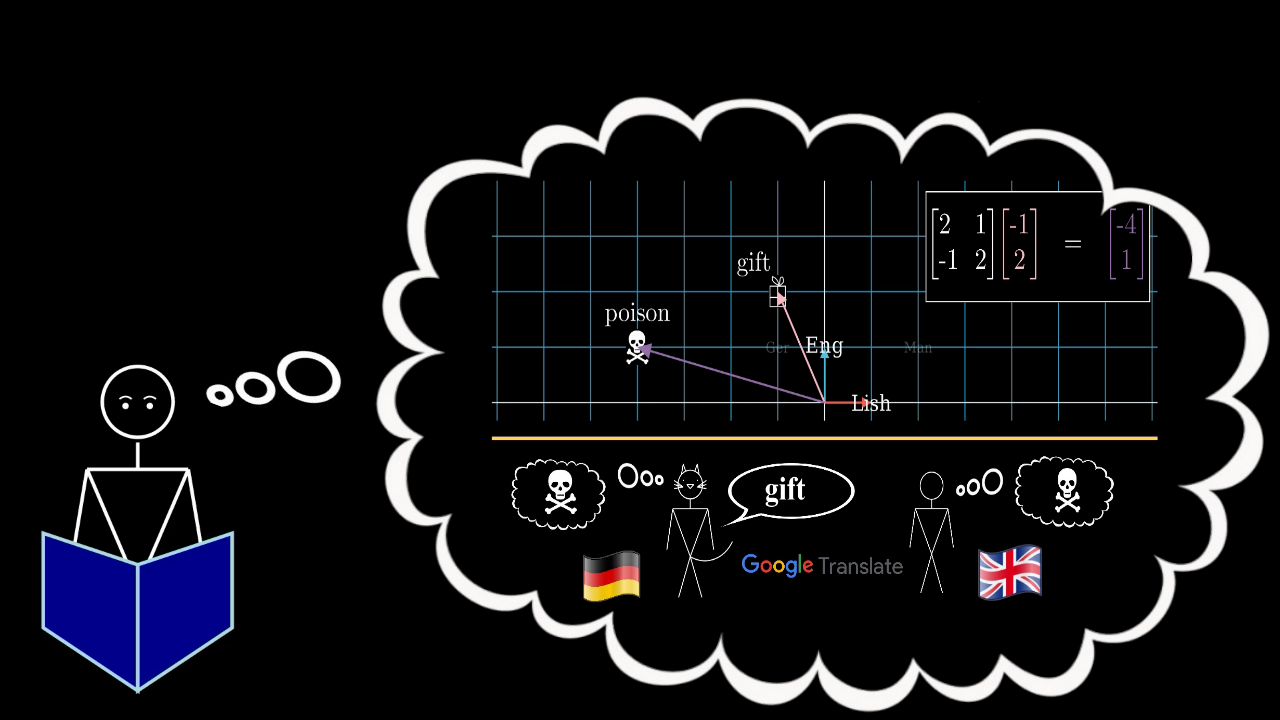 [2 1
-1 2] [-1
2] = [-4
1]
gift
poison
Ger Eng Man
Lish
gift
Google Translate